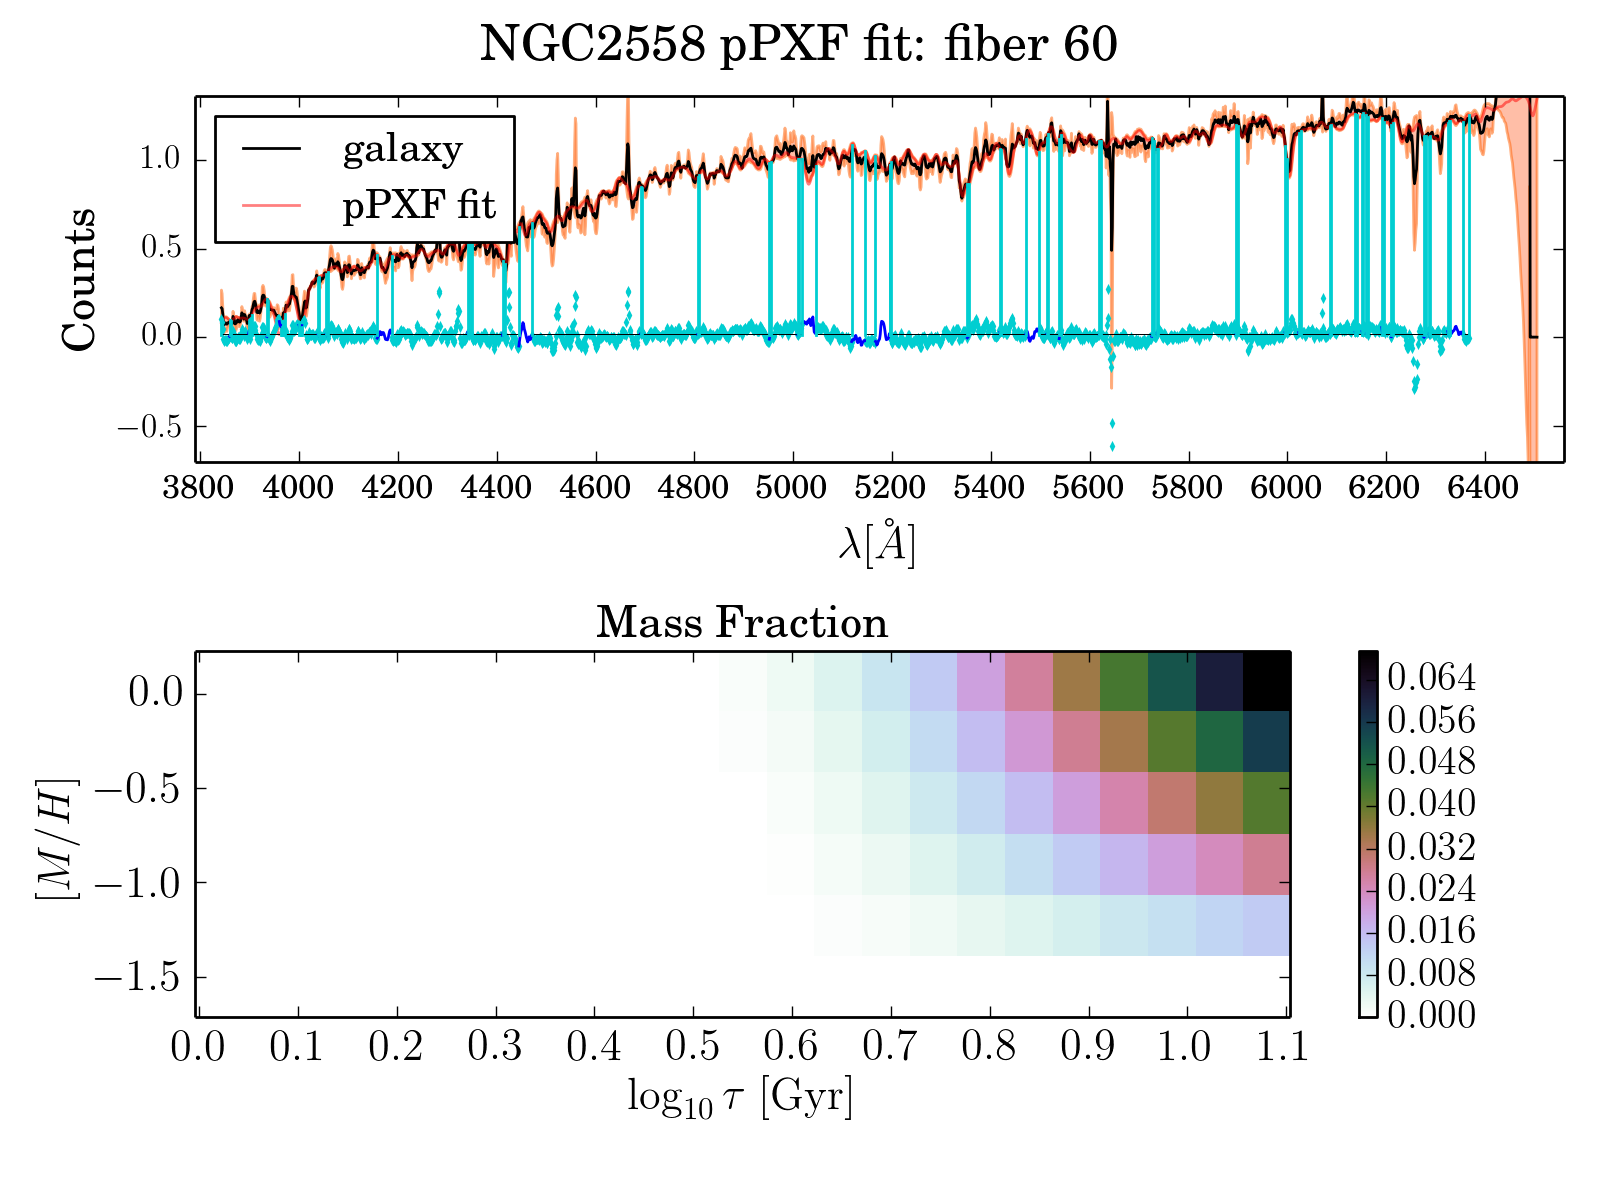 NGC2558 pPXF fit: fiber 60
galaxy
pPXF fit
Counts
1.0
0.5
0.0
−0.5
3800 4000 4200 4400 4600 4800 5000 5200 5400 5600 5800 6000 6200 6400
λ[Å]
Mass Fraction
[M/H]
0.0
−0.5
−1.0
−1.5
0.0 0.1 0.2 0.3 0.4 0.5 0.6 0.7 0.8 0.9 1.0 1.1
log₁₀ τ [Gyr]
0.064
0.056
0.048
0.040
0.032
0.024
0.016
0.008
0.000